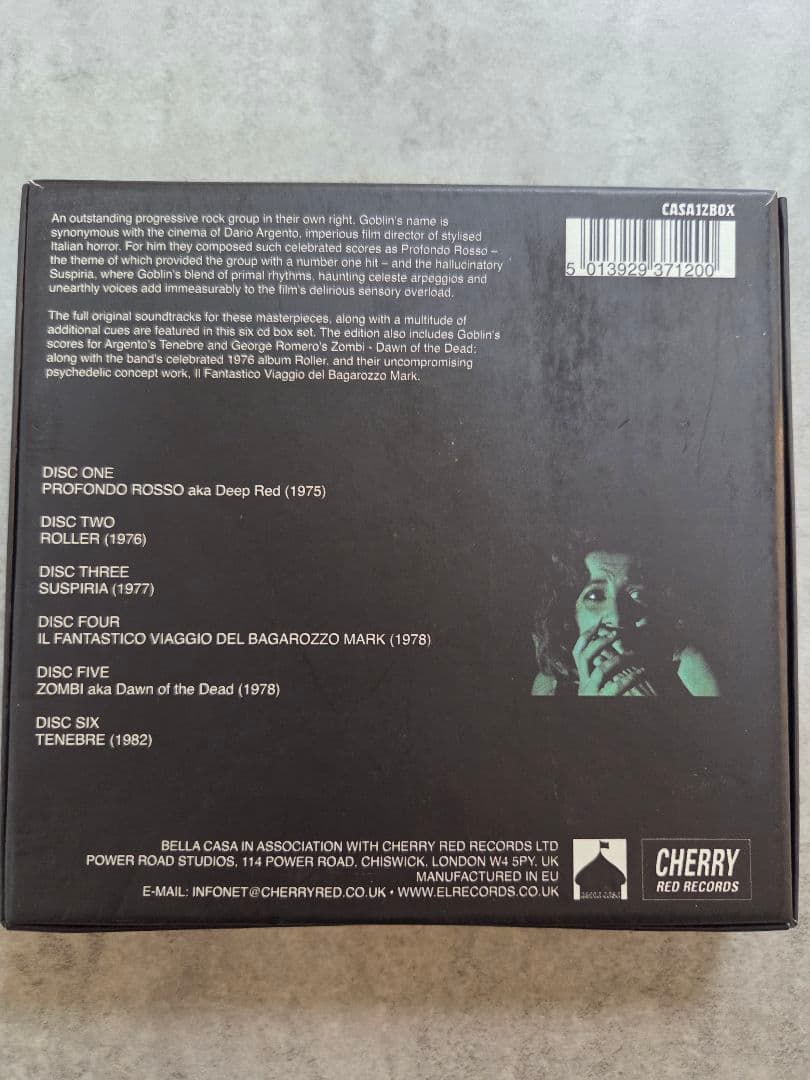 CASA12BOX
5 013929 371200
An outstanding progressive rock group in their own right, Goblin's name is
synonymous with the cinema of Dario Argento, imperious film director of stylised
Italian horror. For him they composed such celebrated scores as Profondo Rosso –
the theme of which provided the group with a number one hit – and the hallucinatory
Suspiria, where Goblin's blend of primal rhythms, haunting celeste arpeggios and
unearthly voices add immeasurably to the film's delirious sensory overload.
The full original soundtracks for these masterpieces, along with a multitude of
additional cues are featured in this six cd box set. The edition also includes Goblin's
scores for Argento's Tenebre and George Romero's Zombi - Dawn of the Dead;
along with the band's celebrated 1976 album Roller, and their uncompromising
psychedelic concept work, Il Fantastico Viaggio del Bagarozzo Mark.
DISC ONE
PROFONDO ROSSO aka Deep Red (1975)
DISC TWO
ROLLER (1976)
DISC THREE
SUSPIRIA (1977)
DISC FOUR
IL FANTASTICO VIAGGIO DEL BAGAROZZO MARK (1978)
DISC FIVE
ZOMBI aka Dawn of the Dead (1978)
DISC SIX
TENEBRE (1982)
BELLA CASA IN ASSOCIATION WITH CHERRY RED RECORDS LTD
POWER ROAD STUDIOS, 114 POWER ROAD, CHISWICK, LONDON W4 5PY, UK
MANUFACTURED IN EU
E-MAIL: INFONET@CHERRYRED.CO.UK • WWW.ELRECORDS.CO.UK
CHERRY
RED RECORDS